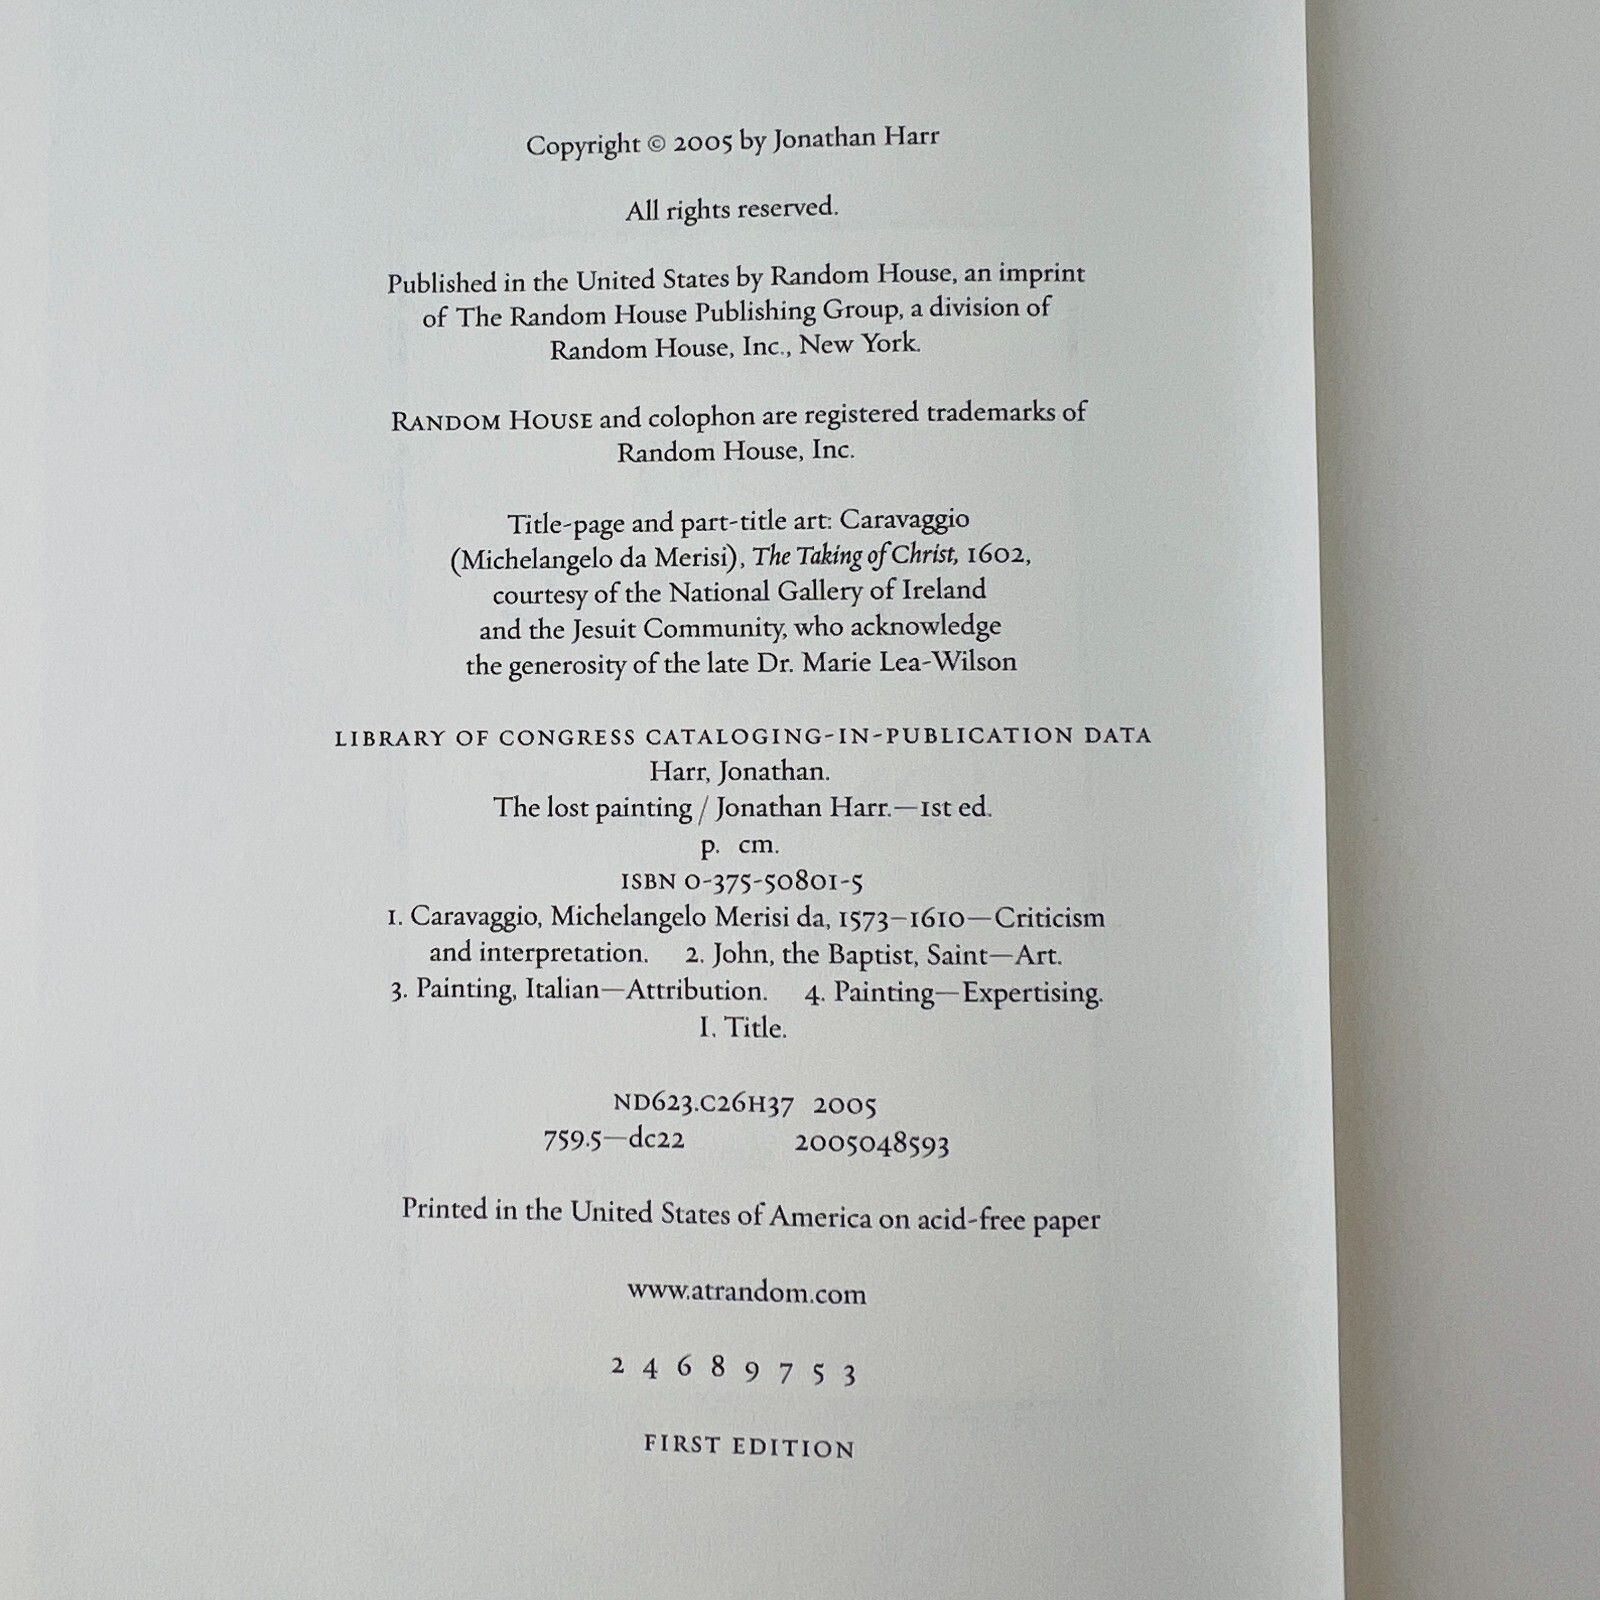 Copyright © 2005 by Jonathan Harr
All rights reserved.
Published in the United States by Random House, an imprint
of The Random House Publishing Group, a division of
Random House, Inc., New York.
RANDOM HOUSE and colophon are registered trademarks of
Random House, Inc.
Title-page and part-title art: Caravaggio
(Michelangelo da Merisi), The Taking of Christ, 1602,
courtesy of the National Gallery of Ireland
and the Jesuit Community, who acknowledge
the generosity of the late Dr. Marie Lea-Wilson
LIBRARY OF CONGRESS CATALOGING-IN-PUBLICATION DATA
Harr, Jonathan.
The lost painting / Jonathan Harr.—1st ed.
p. cm.
ISBN 0-375-50801-5
1. Caravaggio, Michelangelo Merisi da, 1573–1610—Criticism
and interpretation. 2. John, the Baptist, Saint—Art.
3. Painting, Italian—Attribution. 4. Painting—Expertising.
I. Title.
ND623.C26H37 2005
759.5—dc22 2005048593
Printed in the United States of America on acid-free paper
www.atrandom.com
2 4 6 8 9 7 5 3
FIRST EDITION